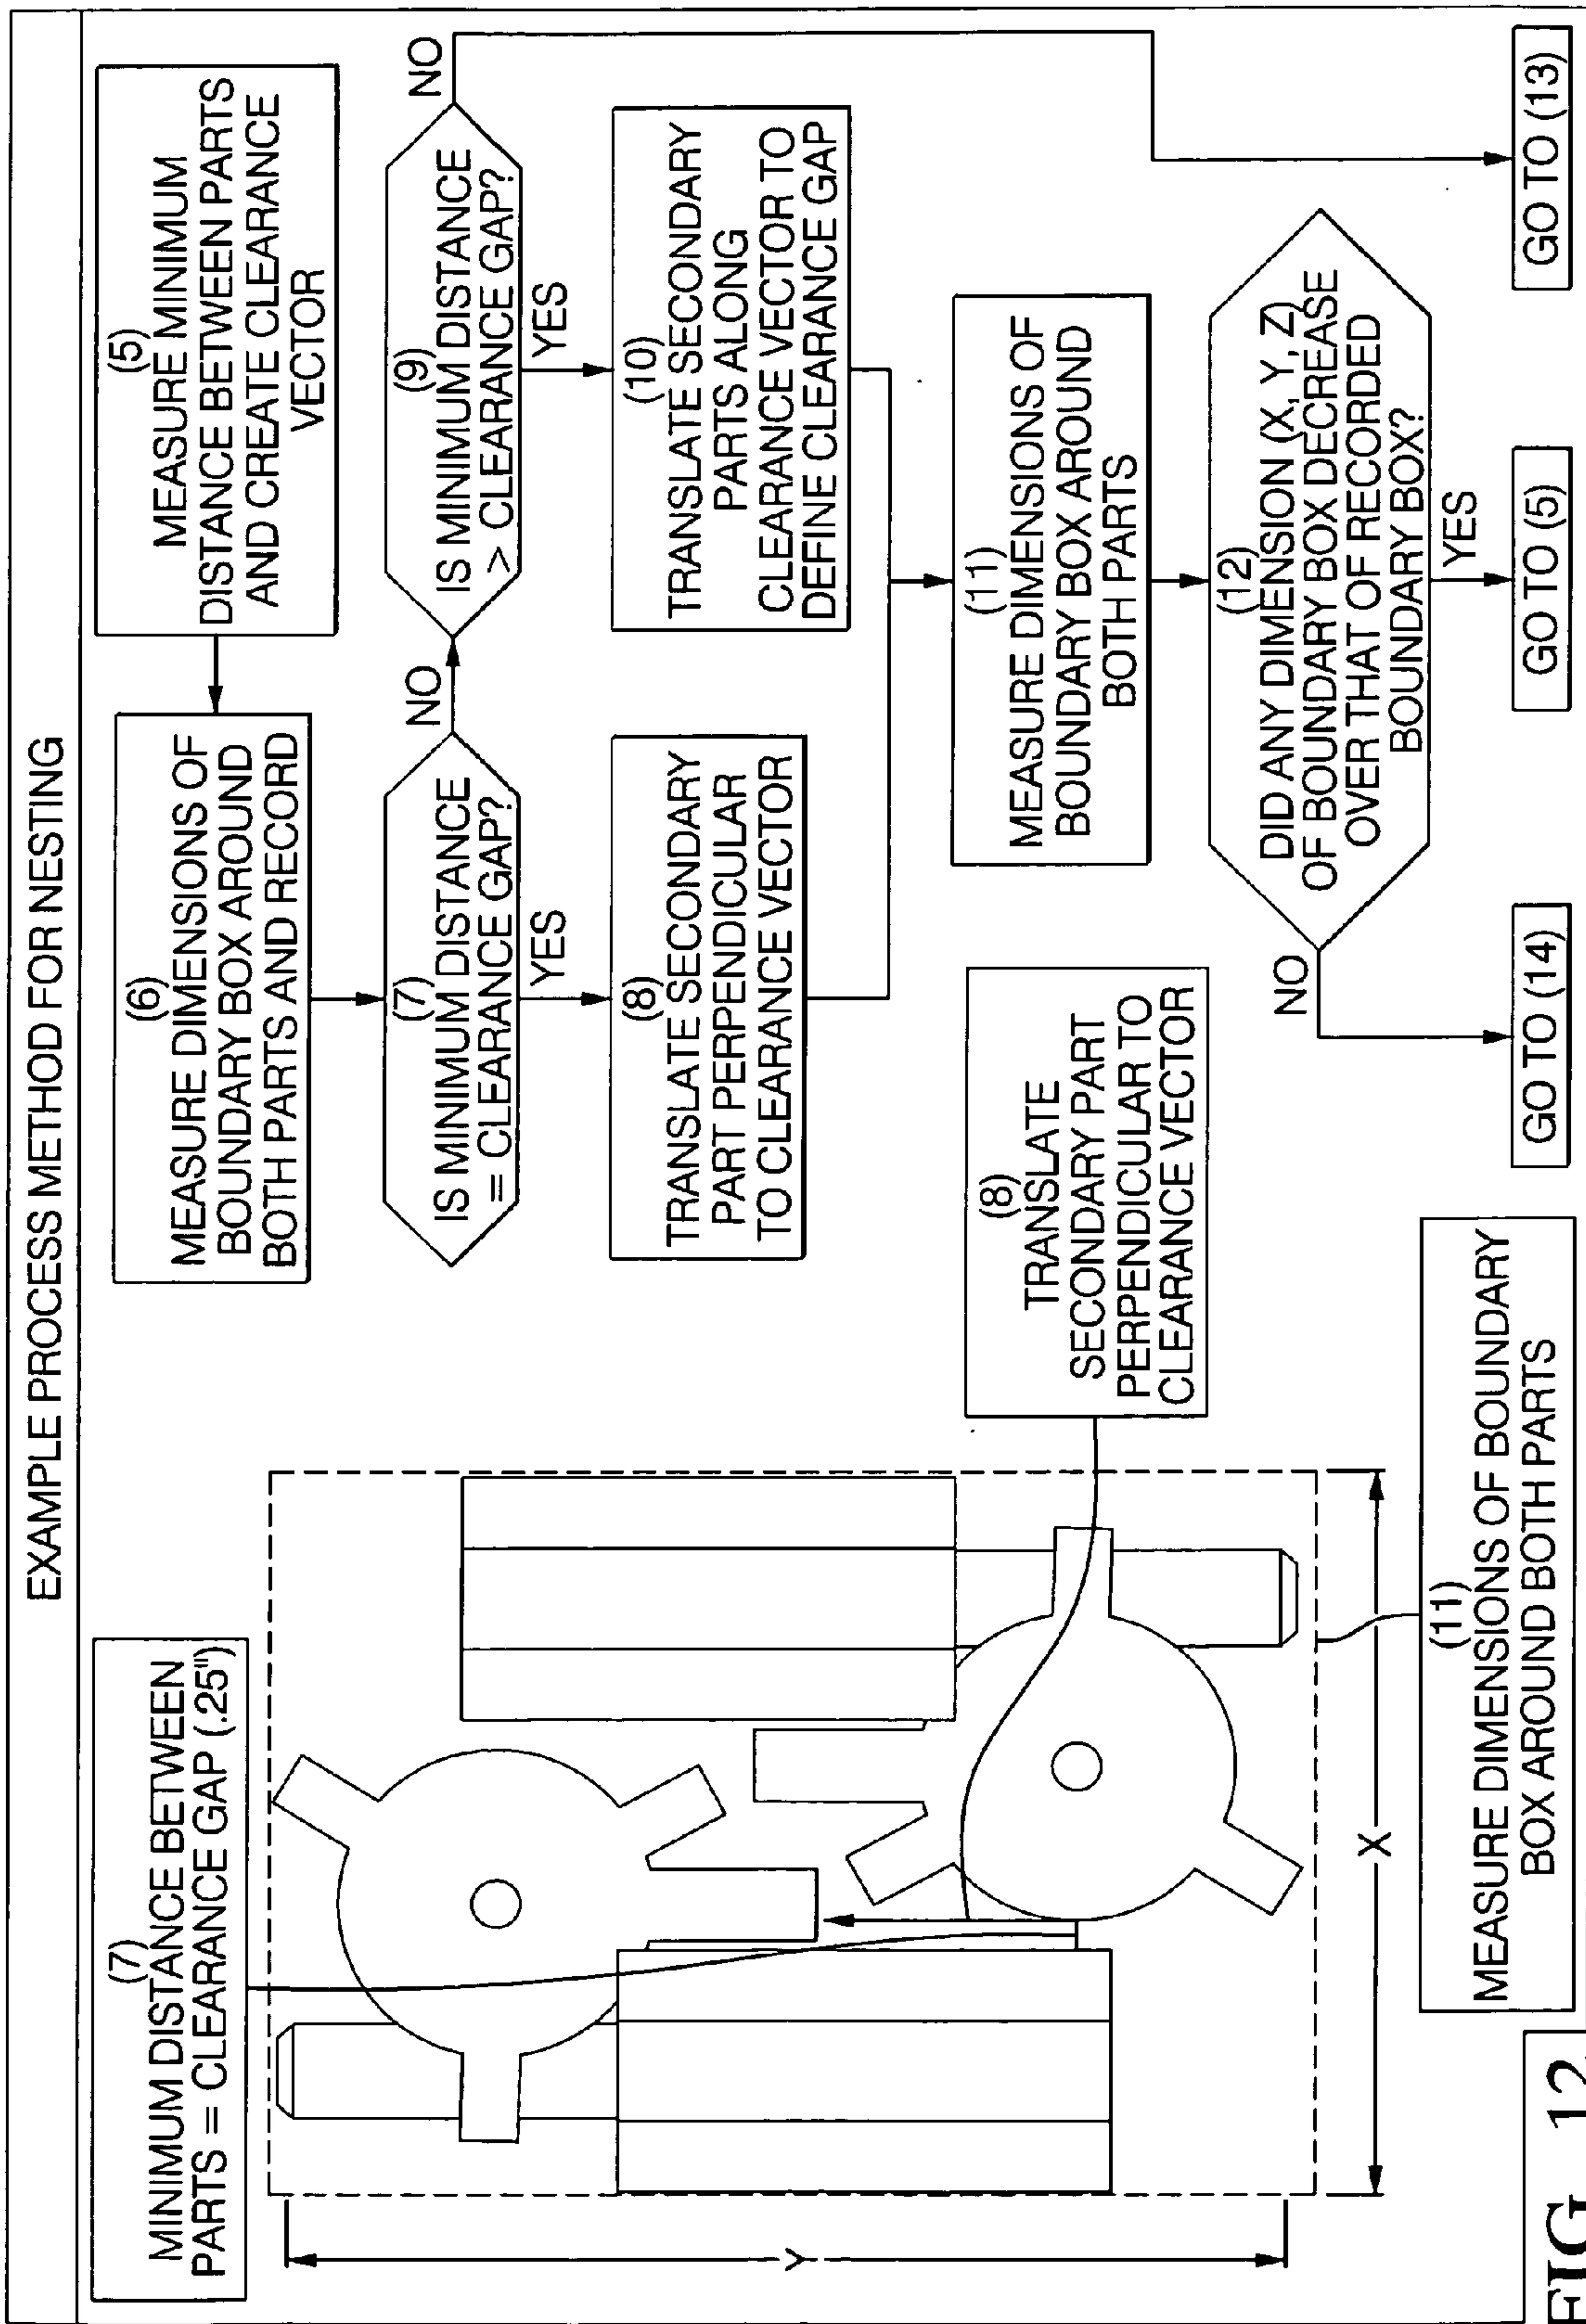 EXAMPLE PROCESS METHOD FOR NESTING
(7)
MINIMUM DISTANCE BETWEEN
PARTS = CLEARANCE GAP (.25")
Y
X
(11)
MEASURE DIMENSIONS OF BOUNDARY
BOX AROUND BOTH PARTS
(8)
TRANSLATE
SECONDARY PART
PERPENDICULAR TO
CLEARANCE VECTOR
(6)
MEASURE DIMENSIONS OF
BOUNDARY BOX AROUND
BOTH PARTS AND RECORD
(5)
MEASURE MINIMUM
DISTANCE BETWEEN PARTS
AND CREATE CLEARANCE
VECTOR
(7)
IS MINIMUM DISTANCE
= CLEARANCE GAP?
NO
YES
(9)
IS MINIMUM DISTANCE
> CLEARANCE GAP?
NO
YES
(8)
TRANSLATE SECONDARY
PART PERPENDICULAR
TO CLEARANCE VECTOR
(10)
TRANSLATE SECONDARY
PARTS ALONG
CLEARANCE VECTOR TO
DEFINE CLEARANCE GAP
(11)
MEASURE DIMENSIONS OF
BOUNDARY BOX AROUND
BOTH PARTS
(12)
DID ANY DIMENSION (X, Y, Z)
OF BOUNDARY BOX DECREASE
OVER THAT OF RECORDED
BOUNDARY BOX?
NO
YES
GO TO (14)
GO TO (5)
GO TO (13)
FIG. 12